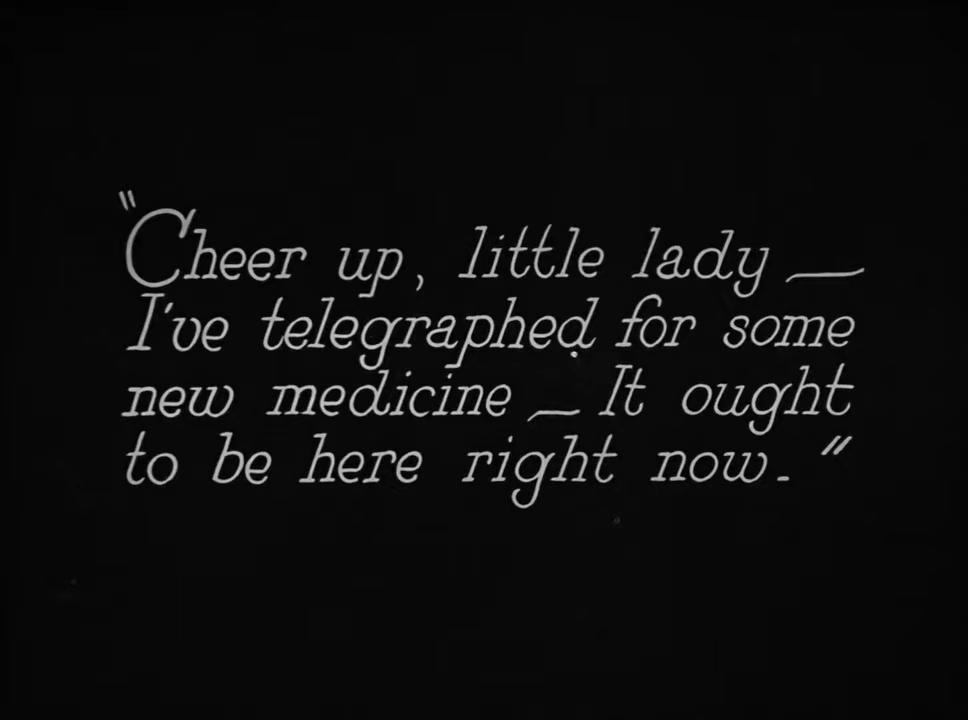 "Cheer up, little lady —
I've telegraphed for some
new medicine — It ought
to be here right now."